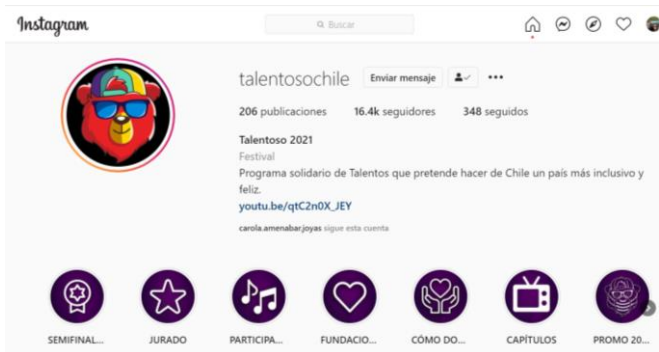 Instagram
Buscar
talentosochile Enviar mensaje
206 publicaciones 16.4k seguidores 348 seguidos
Talentoso 2021
Festival
Programa solidario de Talentos que pretende hacer de Chile un país más inclusivo y
feliz.
youtu.be/qtC2n0X_JEY
carola.amenabar.joyas sigue esta cuenta
SEMIFINAL... JURADO PARTICIPA... FUNDACIO... CÓMO DO... CAPÍTULOS PROMO 20...